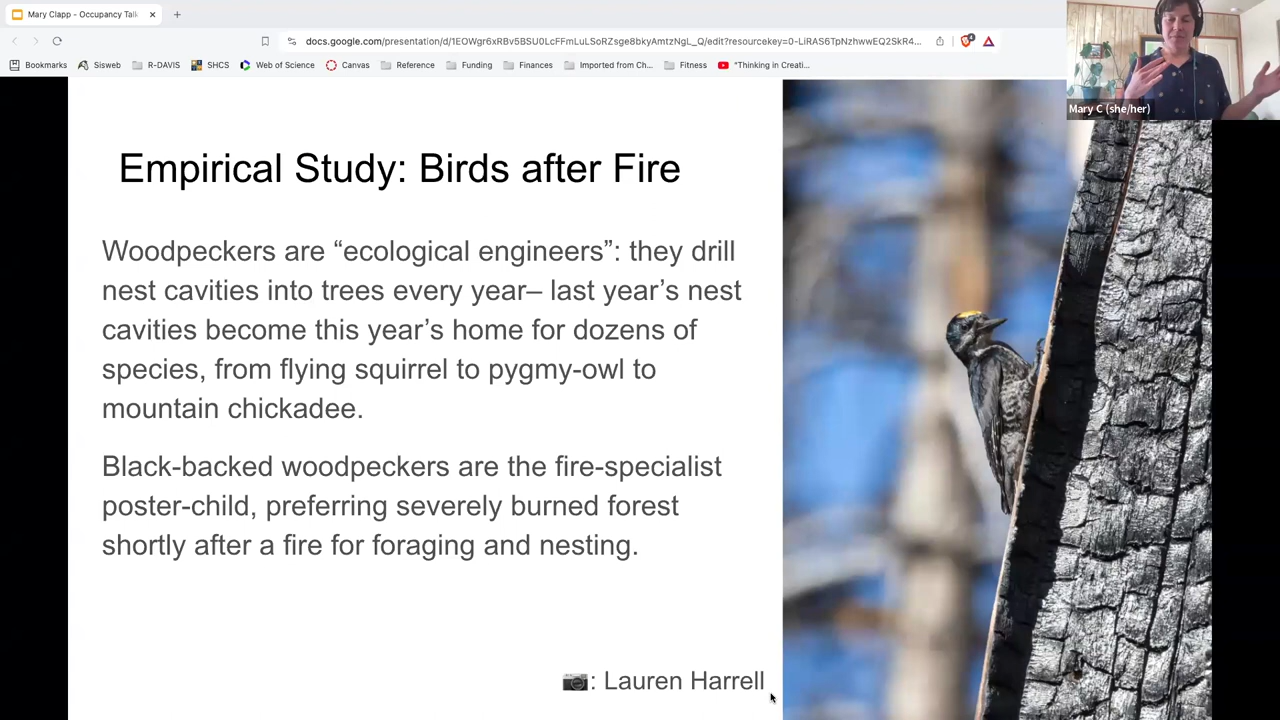 Mary Clapp - Occupancy Tal
docs.google.com/presentation/d/1EOWgr6xRBv5BSU0LcFFmLuLSoRZsge8bkyAmtzNgL_Q/edit?resourcekey=0-LiRAS6TpNzhwwEQ2SkR4...
4
Bookmarks Sisweb R-DAVIS SHCS Web of Science Canvas Reference Funding Finances Imported from Ch... Fitness "Thinking in Creati...
Mary C (she/her)
Empirical Study: Birds after Fire
Woodpeckers are “ecological engineers”: they drill
nest cavities into trees every year– last year’s nest
cavities become this year’s home for dozens of
species, from flying squirrel to pygmy-owl to
mountain chickadee.
Black-backed woodpeckers are the fire-specialist
poster-child, preferring severely burned forest
shortly after a fire for foraging and nesting.
📷: Lauren Harrell